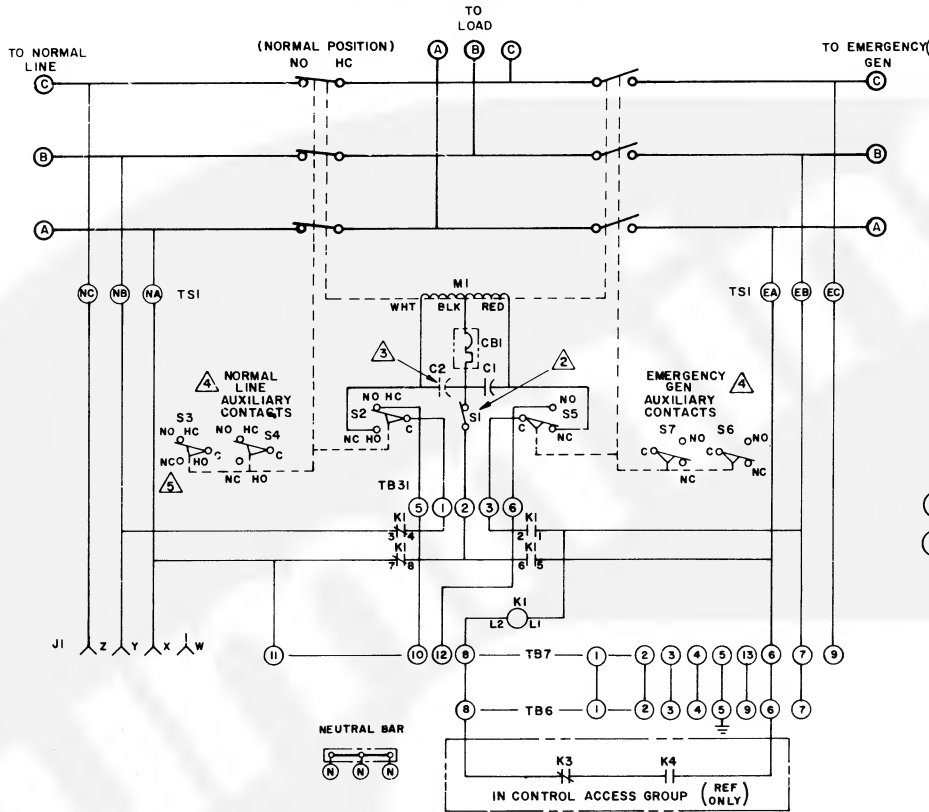 TO
LOAD
TO NORMAL
LINE
(NORMAL POSITION)
NO HC
A B C
TO EMERGENCY(
GEN
C
C
B
B
A
A
NC NB NA TS1
M1
WHT BLK RED
TS1 EA EB EC
CB1
3
C2 C1
2
4 NORMAL
LINE
AUXILIARY
CONTACTS
EMERGENCY
GEN
AUXILIARY
CONTACTS
4
NO HC
S2
C
NC HO
S1
NO
S5
C
NC
S3
NO HC
C
NC HO
5
NO HC S4
C
NC HO
S7
NO
C
NC
S6
NO
C
NC
TB31
5 1 2 3 6
K1
3 4
K1
2 1
K1
7 8
K1
6 5
K1
L2 L1
J1 Z Y X W
11 10 12 8 TB7 1 2 3 4 5 13 6 7 9
8 TB6 1 2 3 4 5 9 6 7
NEUTRAL BAR
N N N
K3 K4
IN CONTROL ACCESS GROUP (REF
ONLY)